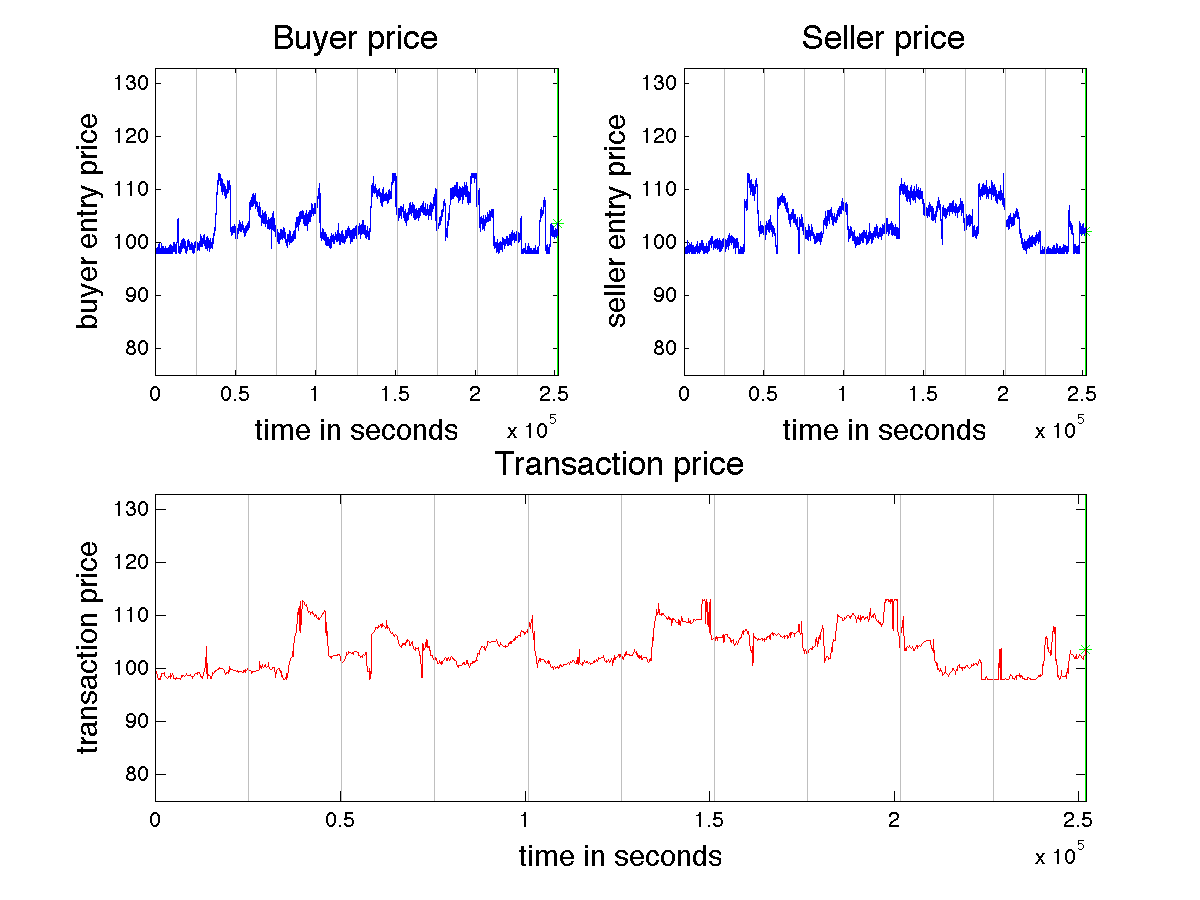 Buyer price
Seller price
130
120
110
100
90
80
buyer entry price
0 0.5 1 1.5 2 2.5
x 10^5
time in seconds
130
120
110
100
90
80
seller entry price
0 0.5 1 1.5 2 2.5
x 10^5
time in seconds
Transaction price
130
120
110
100
90
80
transaction price
0 0.5 1 1.5 2 2.5
x 10^5
time in seconds